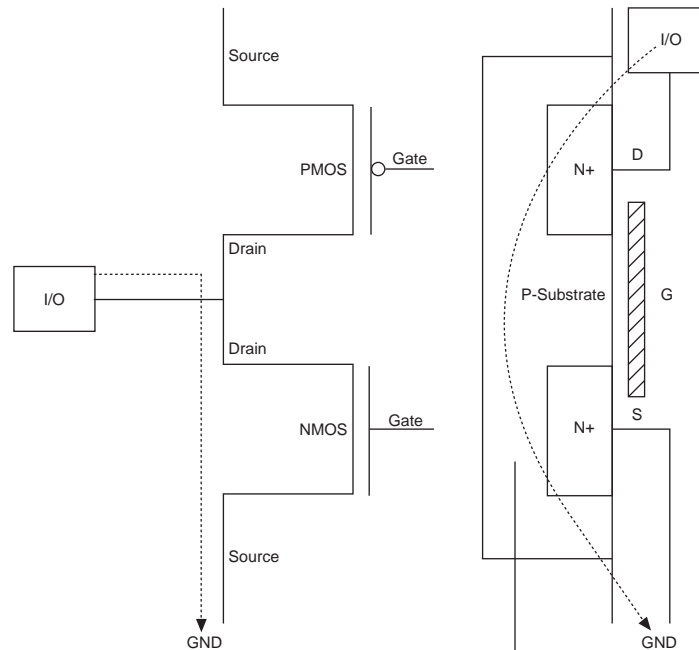 Source
PMOS
Gate
Drain
I/O
Drain
NMOS
Gate
Source
GND
I/O
D
N+
P-Substrate
G
S
N+
GND